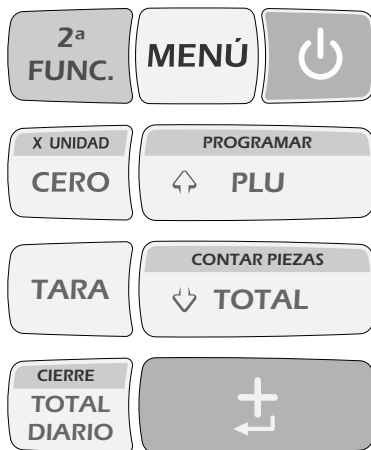 2ª
FUNC.
MENÚ
X UNIDAD
CERO
PROGRAMAR
PLU
TARA
CONTAR PIEZAS
TOTAL
CIERRE
TOTAL
DIARIO